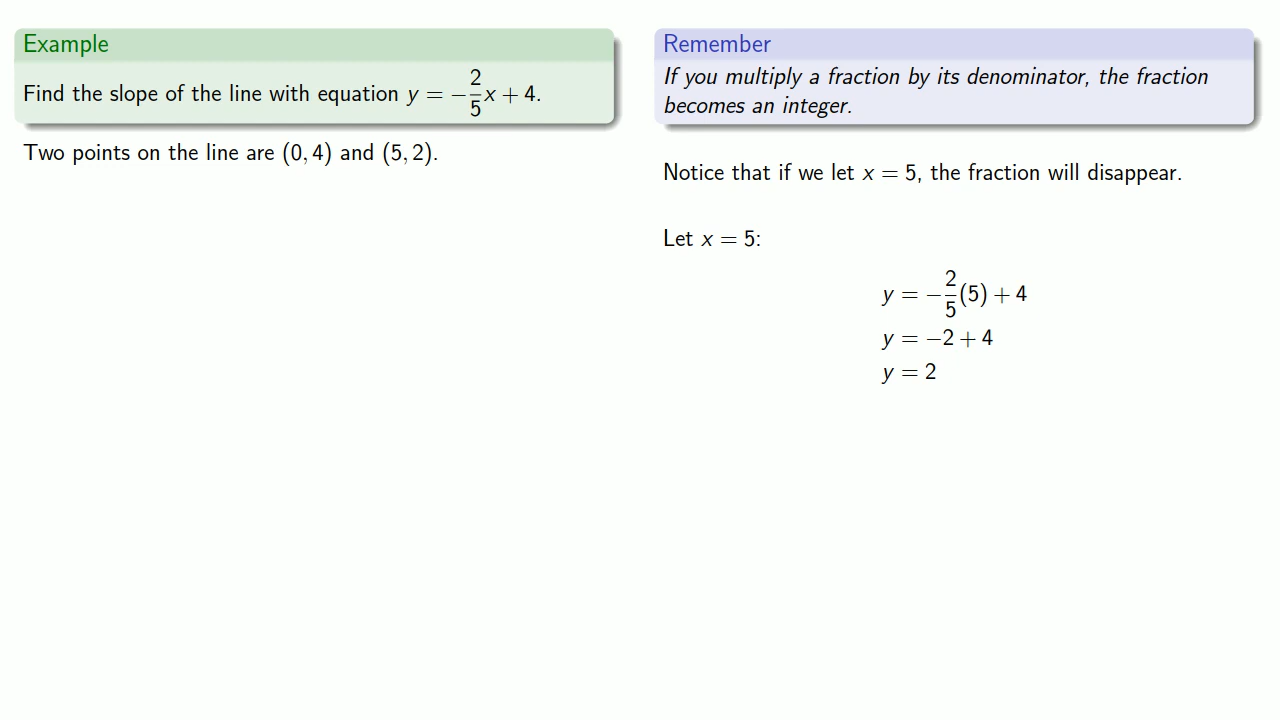 Example
Find the slope of the line with equation y = −2/5x + 4.
Two points on the line are (0, 4) and (5, 2).
Remember
If you multiply a fraction by its denominator, the fraction
becomes an integer.
Notice that if we let x = 5, the fraction will disappear.
Let x = 5:
y = −2/5(5) + 4
y = −2 + 4
y = 2